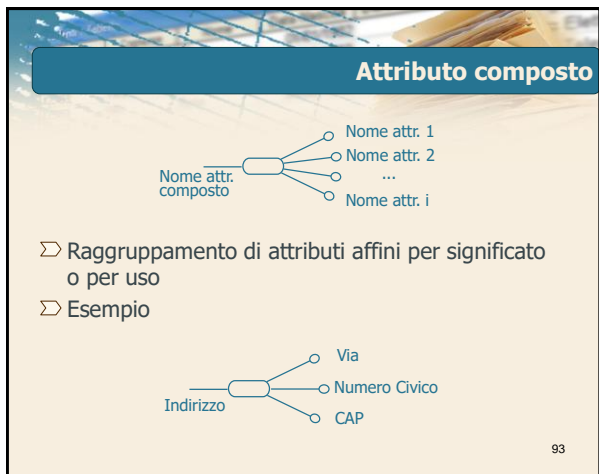 Attributo composto
Nome attr. 1
Nome attr. 2
...
Nome attr. i
Nome attr.
composto
Raggruppamento di attributi affini per significato
o per uso
Esempio
Via
Numero Civico
CAP
Indirizzo
93